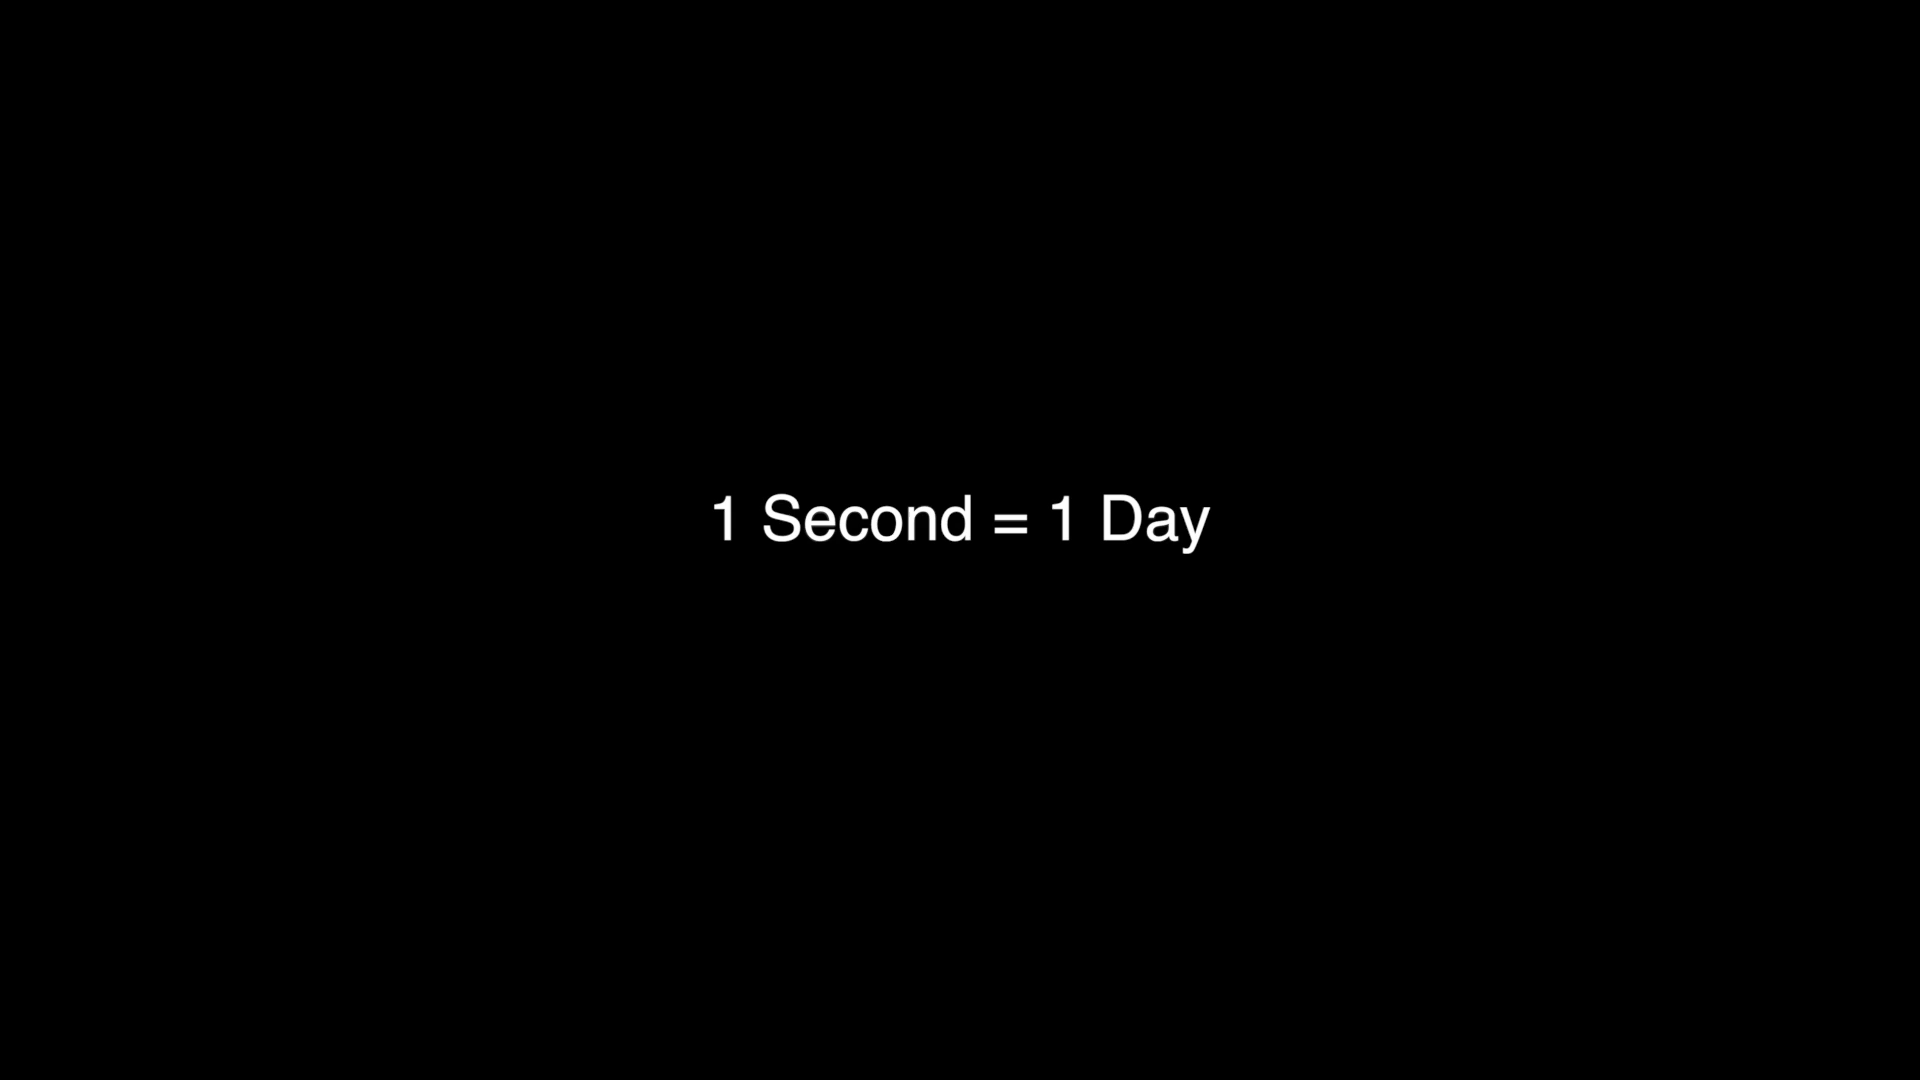 1 Second = 1 Day